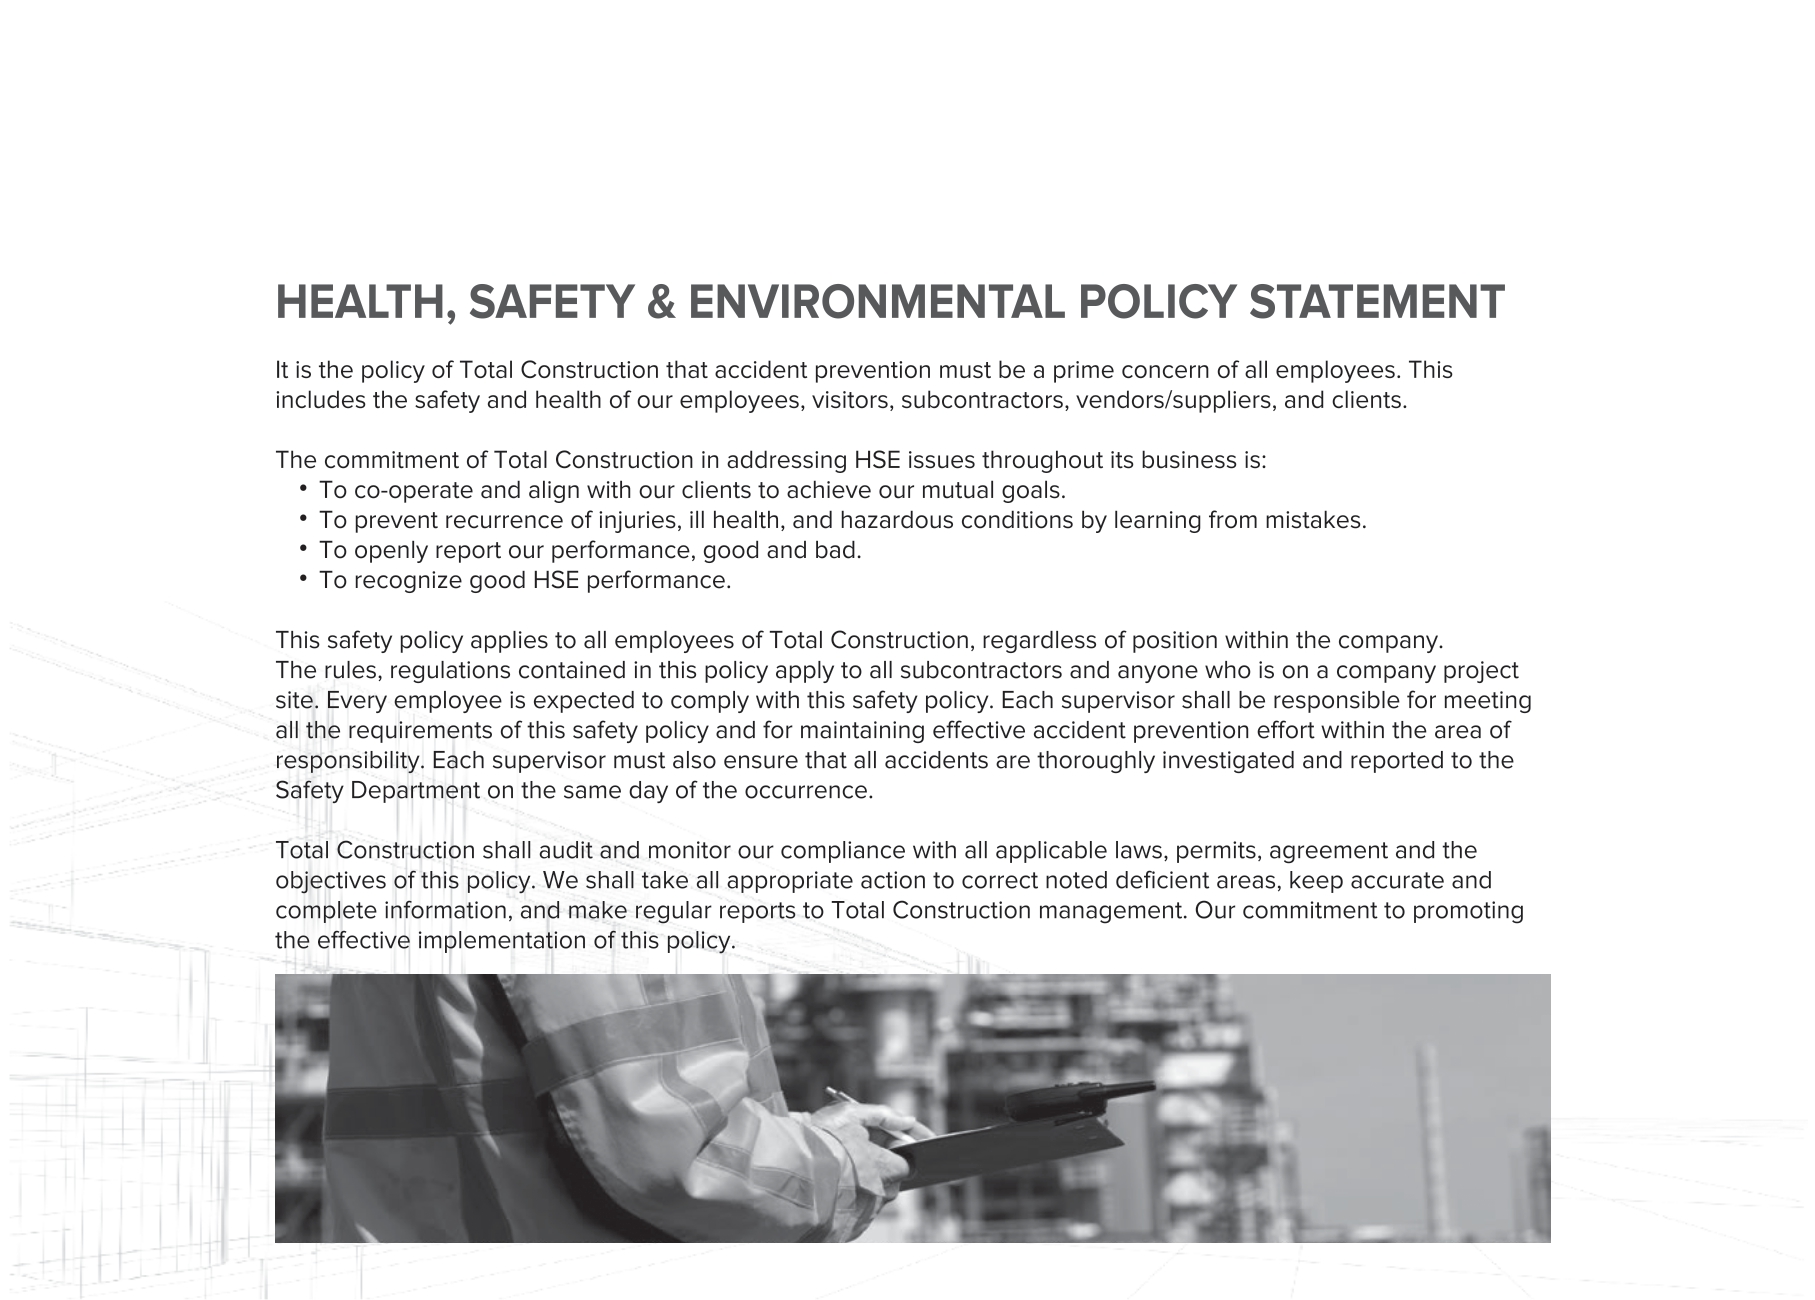 HEALTH, SAFETY & ENVIRONMENTAL POLICY STATEMENT
It is the policy of Total Construction that accident prevention must be a prime concern of all employees. This
includes the safety and health of our employees, visitors, subcontractors, vendors/suppliers, and clients.
The commitment of Total Construction in addressing HSE issues throughout its business is:
• To co-operate and align with our clients to achieve our mutual goals.
• To prevent recurrence of injuries, ill health, and hazardous conditions by learning from mistakes.
• To openly report our performance, good and bad.
• To recognize good HSE performance.
This safety policy applies to all employees of Total Construction, regardless of position within the company.
The rules, regulations contained in this policy apply to all subcontractors and anyone who is on a company project
site. Every employee is expected to comply with this safety policy. Each supervisor shall be responsible for meeting
all the requirements of this safety policy and for maintaining effective accident prevention effort within the area of
responsibility. Each supervisor must also ensure that all accidents are thoroughly investigated and reported to the
Safety Department on the same day of the occurrence.
Total Construction shall audit and monitor our compliance with all applicable laws, permits, agreement and the
objectives of this policy. We shall take all appropriate action to correct noted deficient areas, keep accurate and
complete information, and make regular reports to Total Construction management. Our commitment to promoting
the effective implementation of this policy.